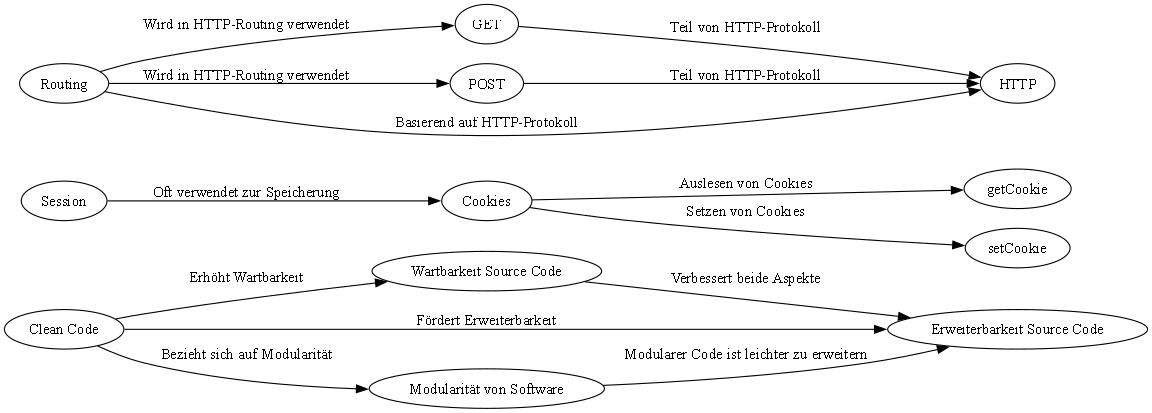 Wird in HTTP-Routing verwendet
GET
Teil von HTTP-Protokoll
Routing
Wird in HTTP-Routing verwendet
POST
Teil von HTTP-Protokoll
HTTP
Basierend auf HTTP-Protokoll
Session
Oft verwendet zur Speicherung
Cookies
Auslesen von Cookies
getCookie
Setzen von Cookies
setCookie
Erhöht Wartbarkeit
Wartbarkeit Source Code
Verbessert beide Aspekte
Clean Code
Fördert Erweiterbarkeit
Erweiterbarkeit Source Code
Bezieht sich auf Modularität
Modularität von Software
Modularer Code ist leichter zu erweitern